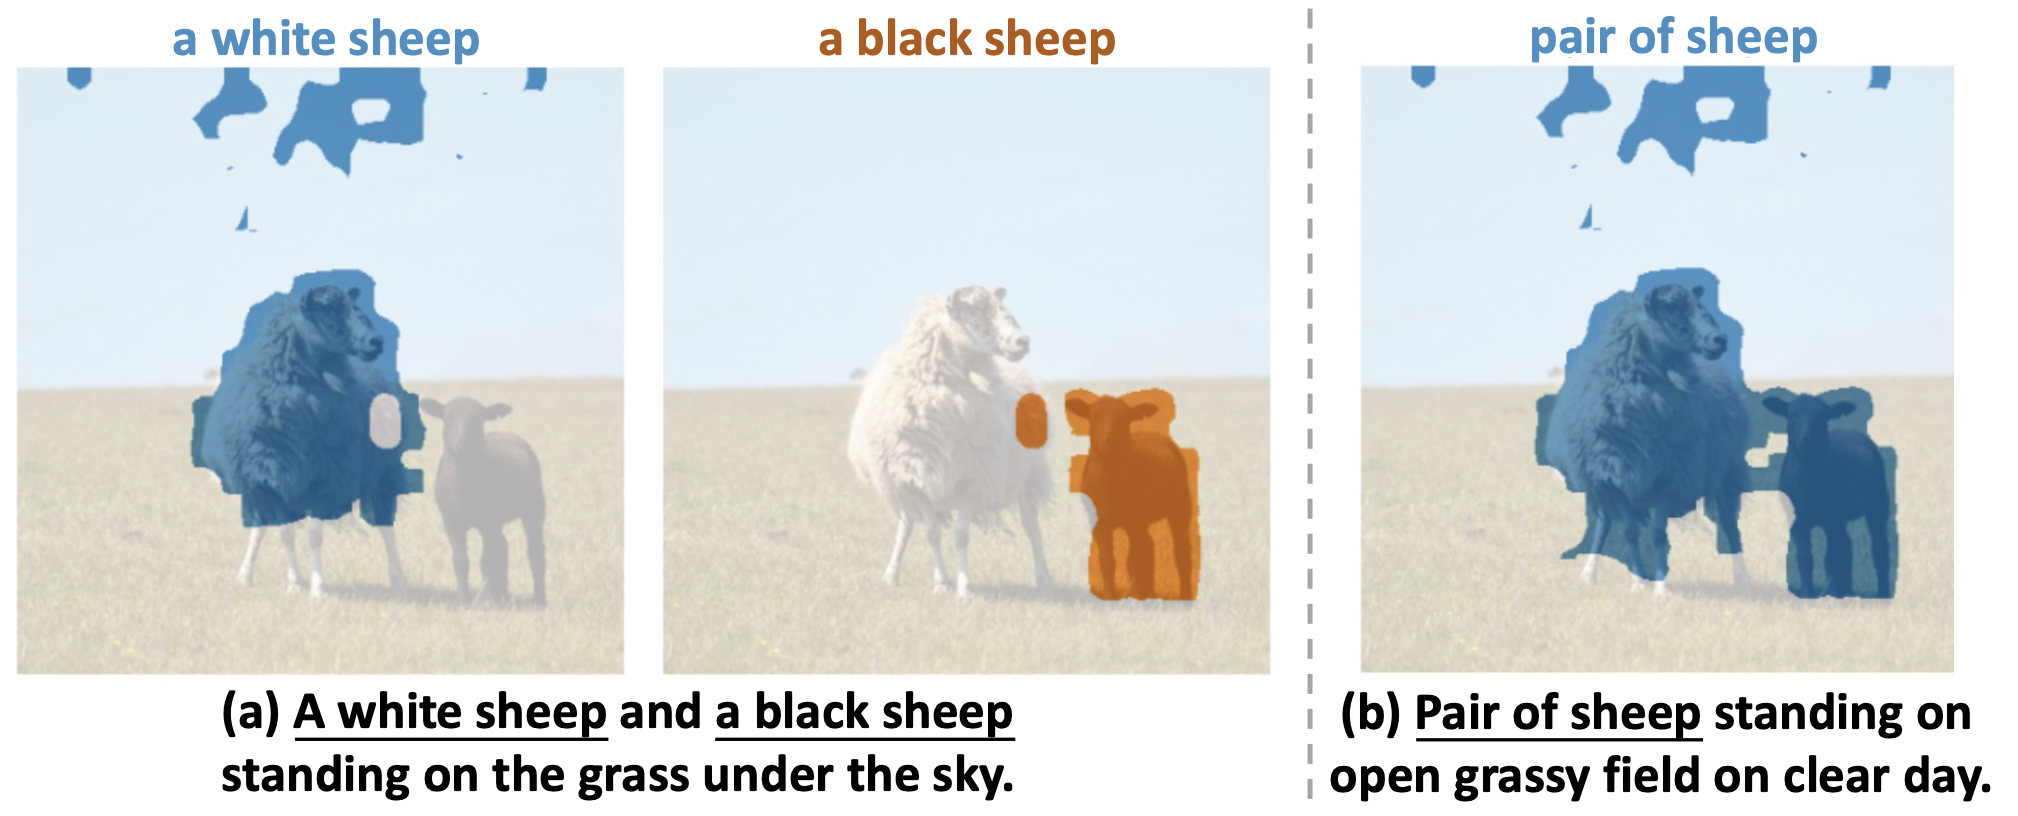 a white sheep
a black sheep
pair of sheep
(a) A white sheep and a black sheep
standing on the grass under the sky.
(b) Pair of sheep standing on
open grassy field on clear day.